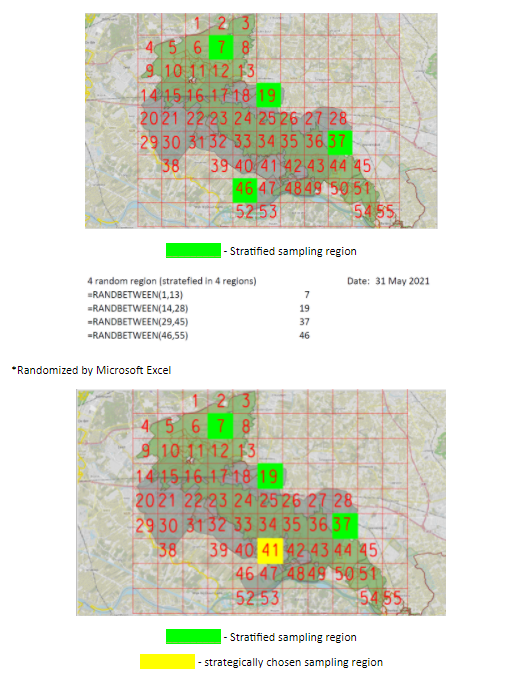 1 2 3
4 5 6 7 8
9 10 11 12 13
14 15 16 17 18 19
20 21 22 23 24 25 26 27 28
29 30 31 32 33 34 35 36 37
38 39 40 41 42 43 44 45
46 47 48 49 50 51
52 53 54 55
- Stratified sampling region
4 random region (stratefied in 4 regions) Date: 31 May 2021
=RANDBETWEEN(1,13) 7
=RANDBETWEEN(14,28) 19
=RANDBETWEEN(29,45) 37
=RANDBETWEEN(46,55) 46
*Randomized by Microsoft Excel
1 2 3
4 5 6 7 8
9 10 11 12 13
14 15 16 17 18 19
20 21 22 23 24 25 26 27 28
29 30 31 32 33 34 35 36 37
38 39 40 41 42 43 44 45
46 47 48 49 50 51
52 53 54 55
- Stratified sampling region
- strategically chosen sampling region